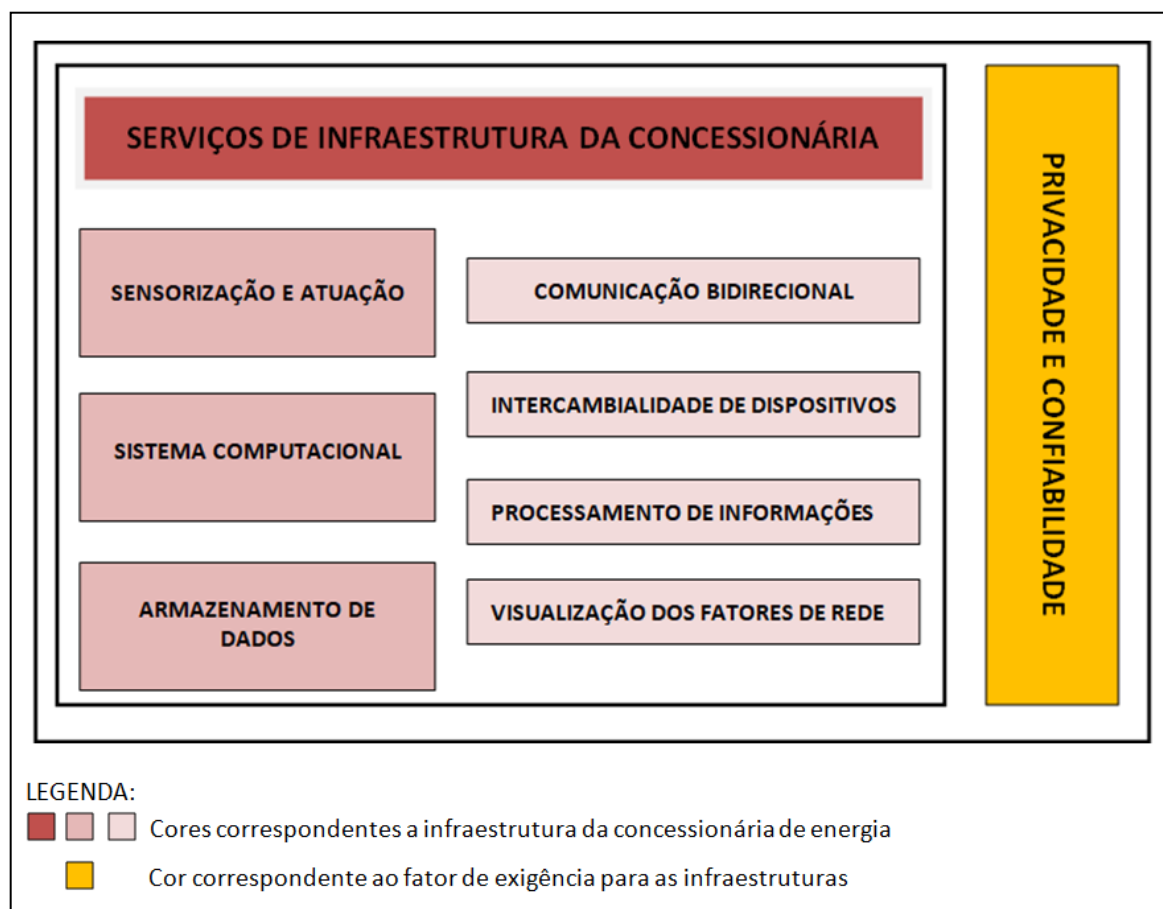 SERVIÇOS DE INFRAESTRUTURA DA CONCESSIONÁRIA
SENSORIZAÇÃO E ATUAÇÃO
SISTEMA COMPUTACIONAL
ARMAZENAMENTO DE
DADOS
COMUNICAÇÃO BIDIRECIONAL
INTERCAMBIALIDADE DE DISPOSITIVOS
PROCESSAMENTO DE INFORMAÇÕES
VISUALIZAÇÃO DOS FATORES DE REDE
PRIVACIDADE E CONFIABILIDADE
LEGENDA:
Cores correspondentes a infraestrutura da concessionária de energia
Cor correspondente ao fator de exigência para as infraestruturas